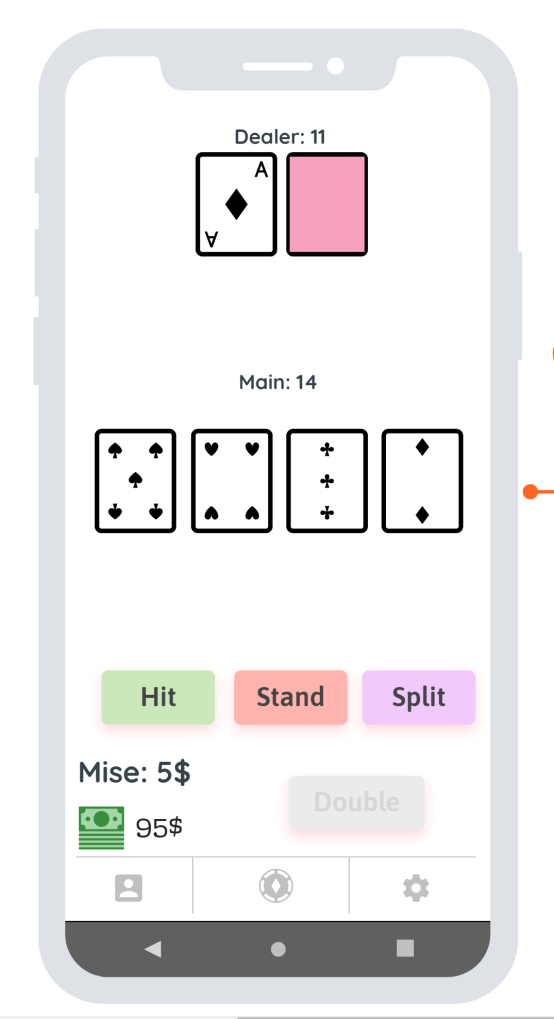 Dealer: 11
A
A
Main: 14
Hit
Stand
Split
Mise: 5$
Double
95$